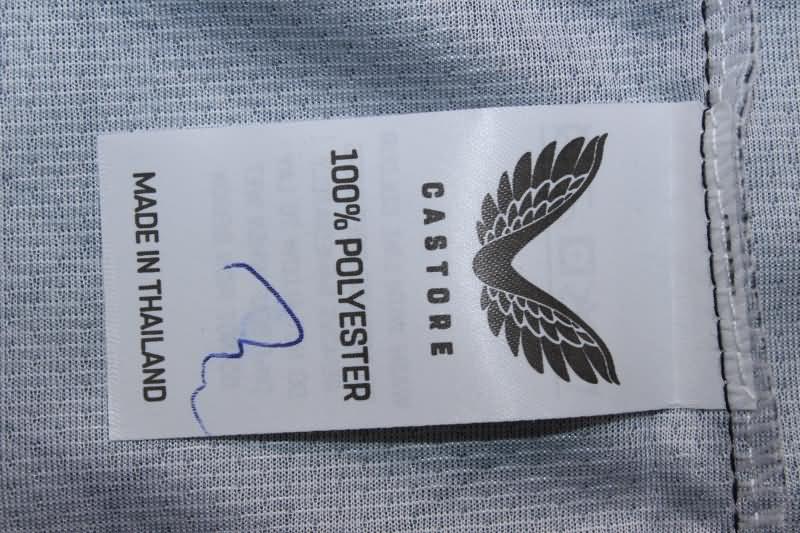 CASTORE
100% POLYESTER
MADE IN THAILAND